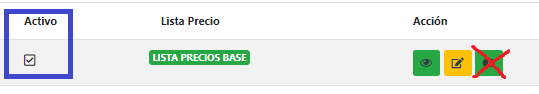 Activo Lista Precio Acción
LISTA PRECIOS BASE